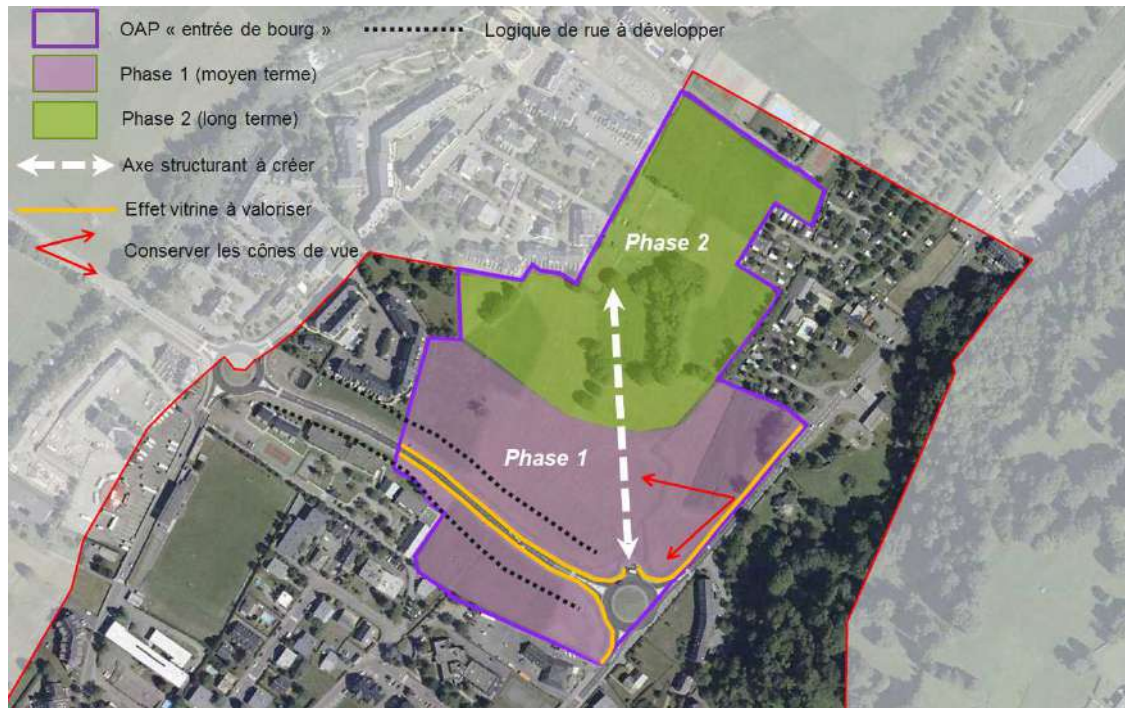 OAP « entrée de bourg »
Logique de rue à développer
Phase 1 (moyen terme)
Phase 2 (long terme)
Axe structurant à créer
Effet vitrine à valoriser
Conserver les cônes de vue
Phase 2
Phase 1